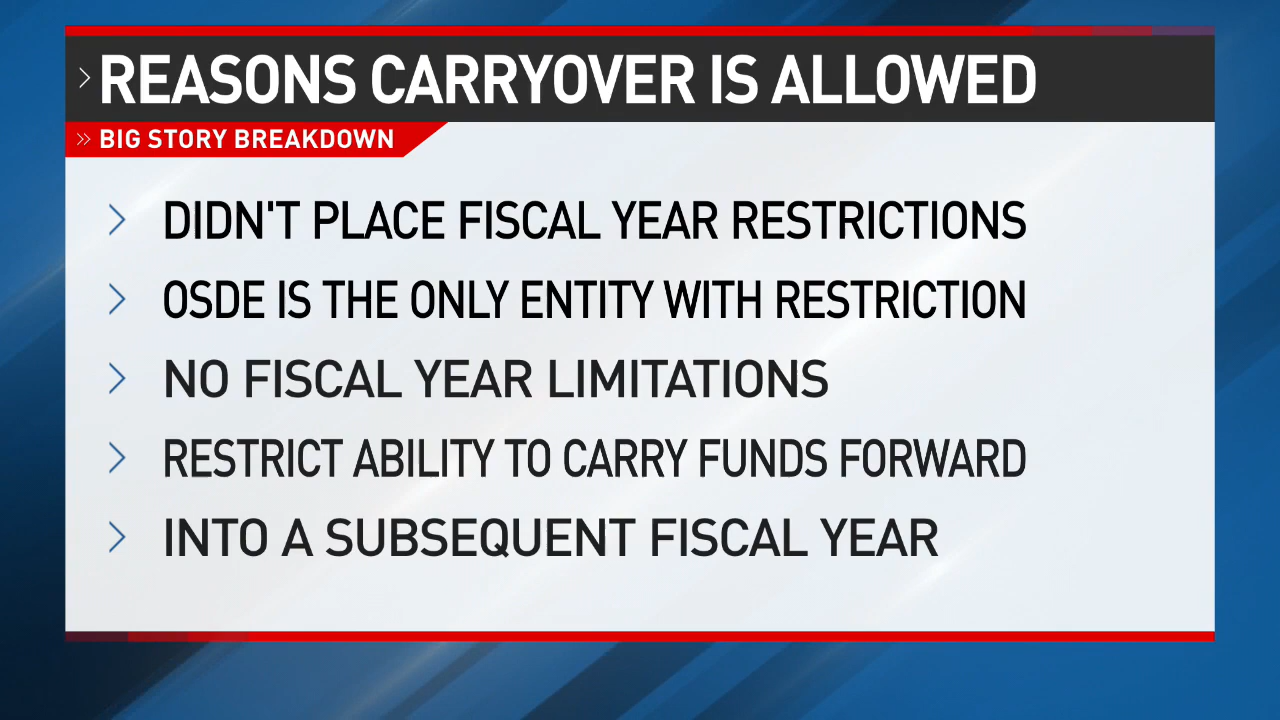 REASONS CARRYOVER IS ALLOWED
BIG STORY BREAKDOWN
DIDN'T PLACE FISCAL YEAR RESTRICTIONS
OSDE IS THE ONLY ENTITY WITH RESTRICTION
NO FISCAL YEAR LIMITATIONS
RESTRICT ABILITY TO CARRY FUNDS FORWARD
INTO A SUBSEQUENT FISCAL YEAR